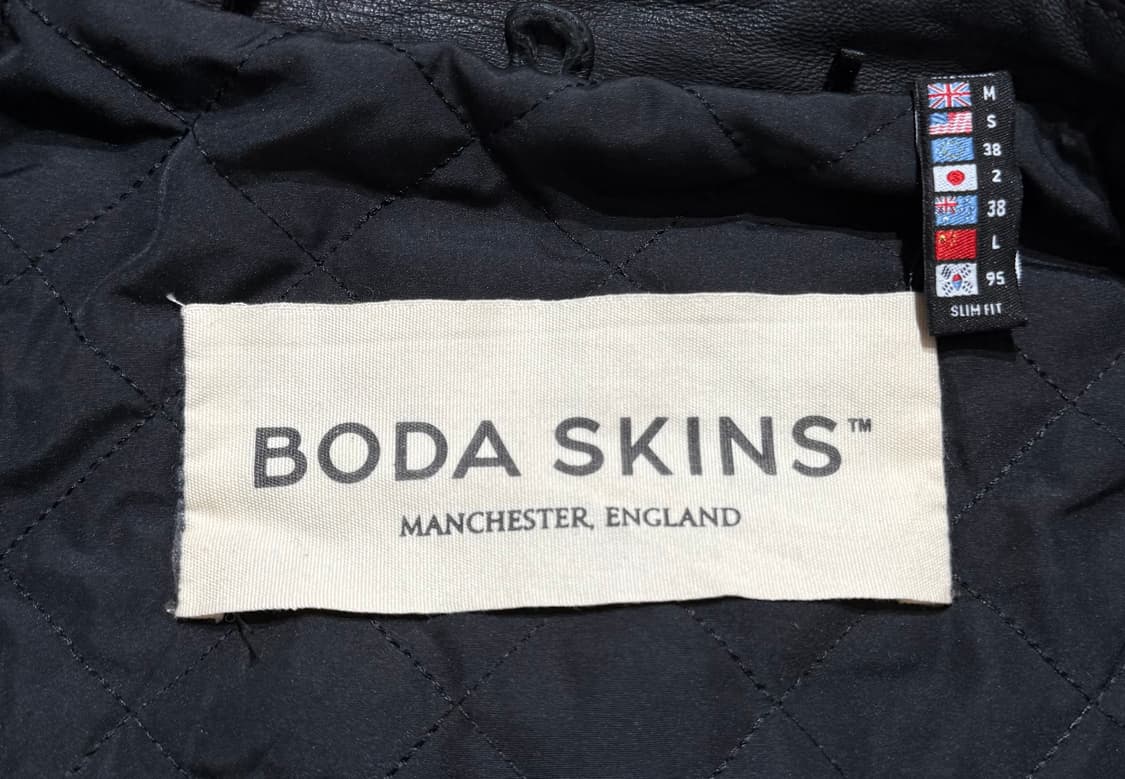 BODA SKINS™
MANCHESTER, ENGLAND
M
S
38
2
38
L
95
SLIM FIT